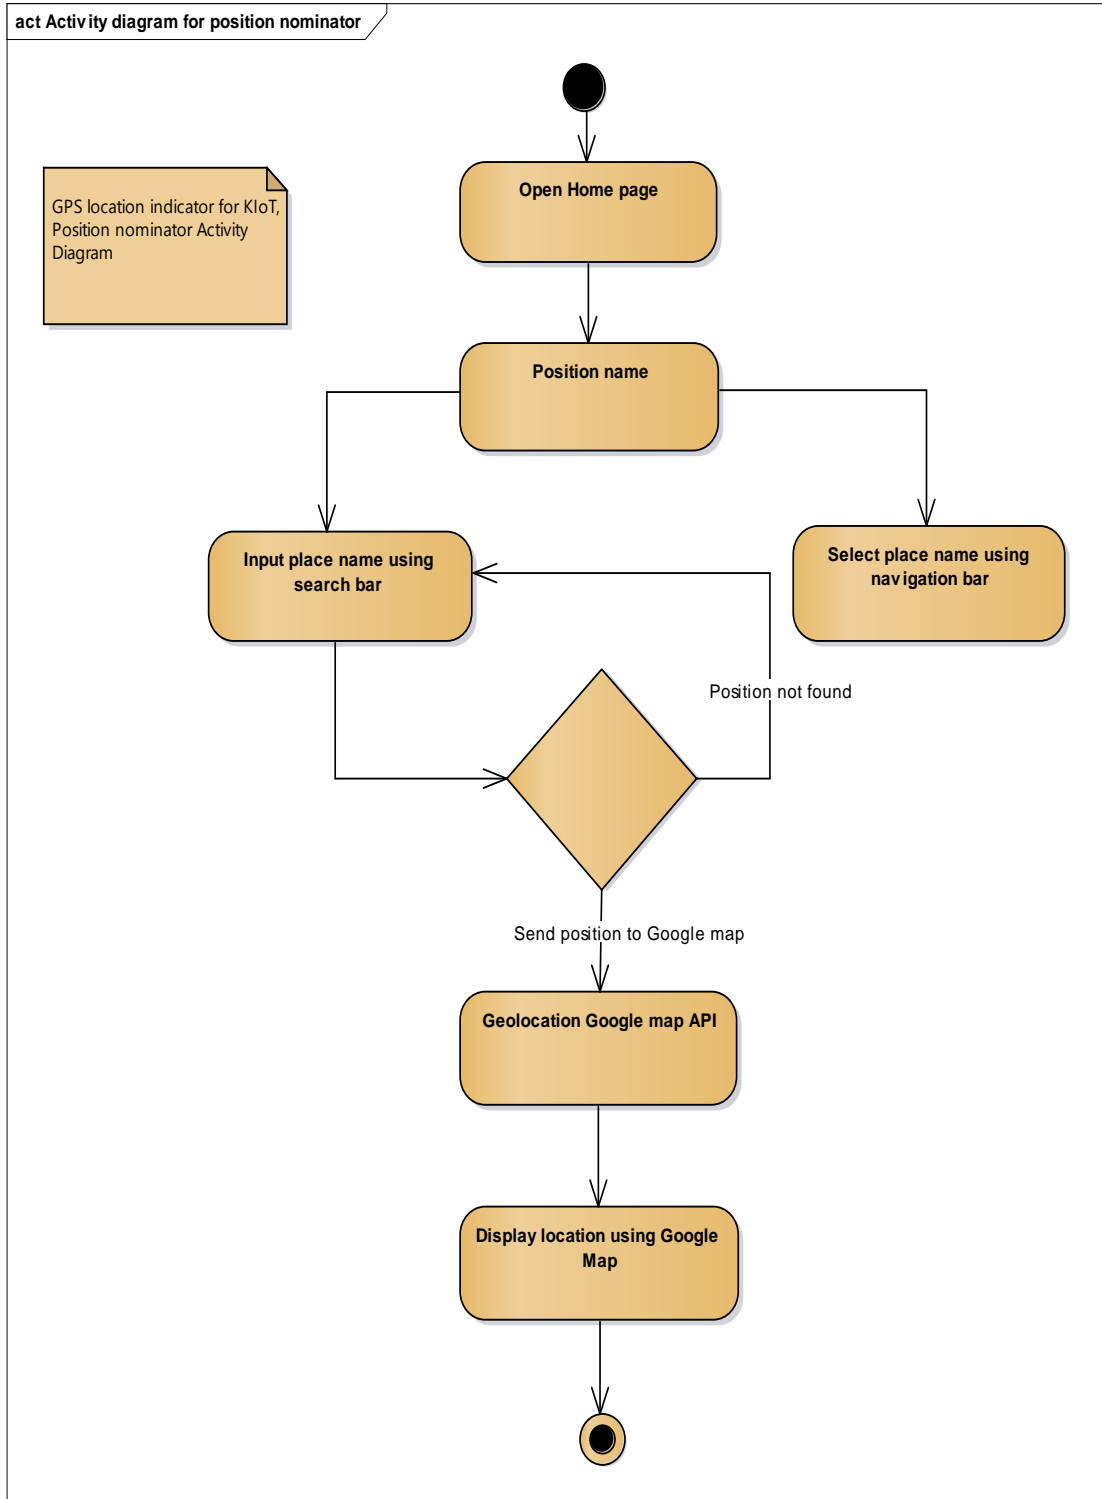 act Activity diagram for position nominator
GPS location indicator for KIoT,
Position nominator Activity
Diagram
Open Home page
Position name
Input place name using
search bar
Select place name using
navigation bar
Position not found
Send position to Google map
Geolocation Google map API
Display location using Google
Map